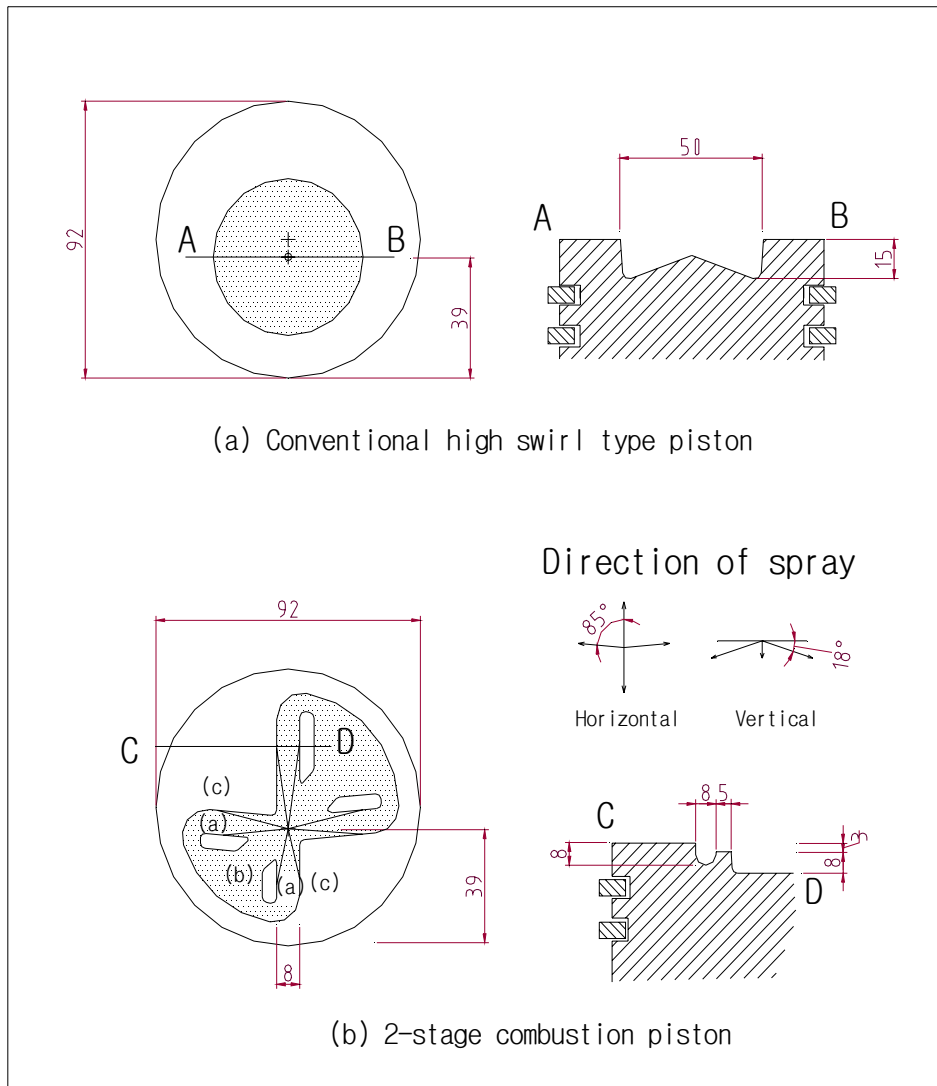 50
A
B
A
B
92
15
39
(a) Conventional high swirl type piston
Direction of spray
92
85°
18°
Horizontal
Vertical
C
D
(c)
(a)
(b)
(a)
(c)
8
39
C
8
5
3
8
8
D
(b) 2-stage combustion piston